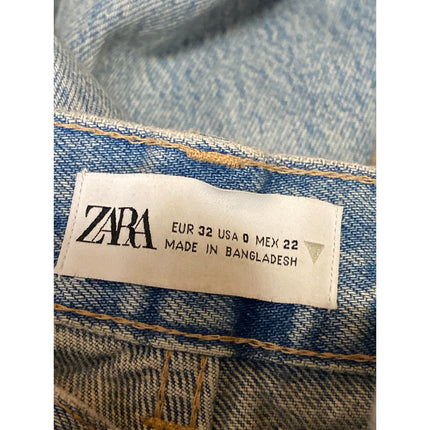 ZARA
EUR 32 USA 0 MEX 22
MADE IN BANGLADESH